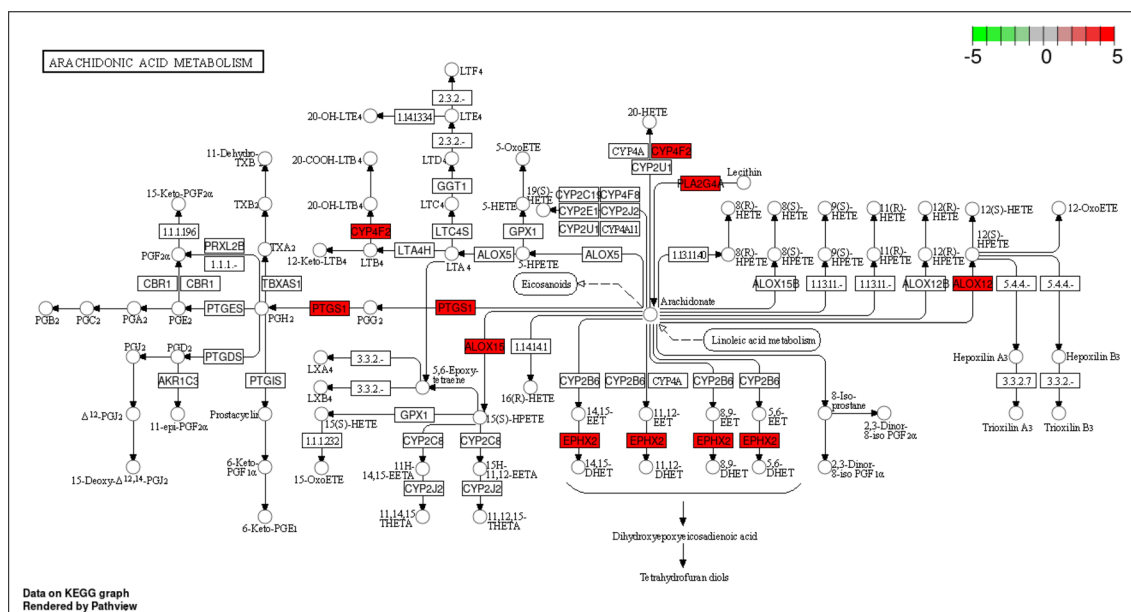 -5 0 5
ARACHIDONIC ACID METABOLISM
LTF4
2.3.2.-
20-OH-LTE4
1.14.13.34
LTE4
20-HETE
2.3.2.-
CYP4A
CYP4F2
11-Dehydro-
TXB2
20-COOH-LTB4
LTD4
5-OxoETE
CYP2U1
Lecithin
PLA2G4A
GGT1
15-Keto-PGF2α
19(S)-
HETE
CYP2C19
CYP4F8
TXB2
20-OH-LTB4
LTC4
5-HETE
CYP2E1
CYP2J2
8(R)-
HETE
8(S)-
HETE
9(S)-
HETE
11(R)-
HETE
12(R)-
HETE
12(S)-HETE
12-OxoETE
1.1.1.196
CYP4F2
LTC4S
GPX1
CYP2U1
CYP4A11
PRXL2B
TXA2
12(S)-
HPETE
PGF2α
1.1.1.-
12-Keto-LTB4
LTB4
LTA4H
LTA4
ALOX5
5-HPETE
ALOX5
1.13.11.40
8(R)-
HPETE
8(S)-
HPETE
9(S)-
HPETE
11(R)-
HPETE
12(R)-
HPETE
CBR1
CBR1
TBXAS1
Eicosanoids
ALOX15B
1.13.11.-
1.13.11.-
ALOX12B
ALOX12
5.4.4.-
5.4.4.-
Arachidonate
PTGES
PTGS1
PTGS1
PGB2
PGC2
PGA2
PGE2
PGH2
PGG2
Linoleic acid metabolism
ALOX15
1.14.14.1
PGJ2
PGD2
PTGDS
LXA4
3.3.2.-
5,6-Epoxy-
tetraene
Hepoxilin A3
Hepoxilin B3
AKR1C3
PTGIS
LXB4
3.3.2.-
16(R)-HETE
CYP2B6
CYP2B6
CYP4A
CYP2B6
CYP2B6
3.3.2.7
3.3.2.-
8-Iso-
prostane
Δ12-PGJ2
11-epi-PGF2α
Prostacyclin
15(S)-HETE
GPX1
15(S)-HPETE
14,15-
EET
11,12-
EET
8,9-
EET
5,6-
EET
2,3-Dinor-
8-iso PGF2α
Trioxilin A3
Trioxilin B3
1.1.1.232
CYP2C8
CYP2C8
EPHX2
EPHX2
EPHX2
EPHX2
6-Keto-
PGF1α
11H-
14,15-EETA
15H-
11,12-EETA
14,15-
DHET
11,12-
DHET
8,9-
DHET
5,6-
DHET
2,3-Dinor-
8-iso PGF1α
15-Deoxy-Δ12,14-PGJ2
15-OxoETE
CYP2J2
CYP2J2
6-Keto-PGE1
11,14,15
THETA
11,12,15-
THETA
Dihydroxyepoxyeicosadienoic acid
Tetrahydrofuran diols
Data on KEGG graph
Rendered by Pathview